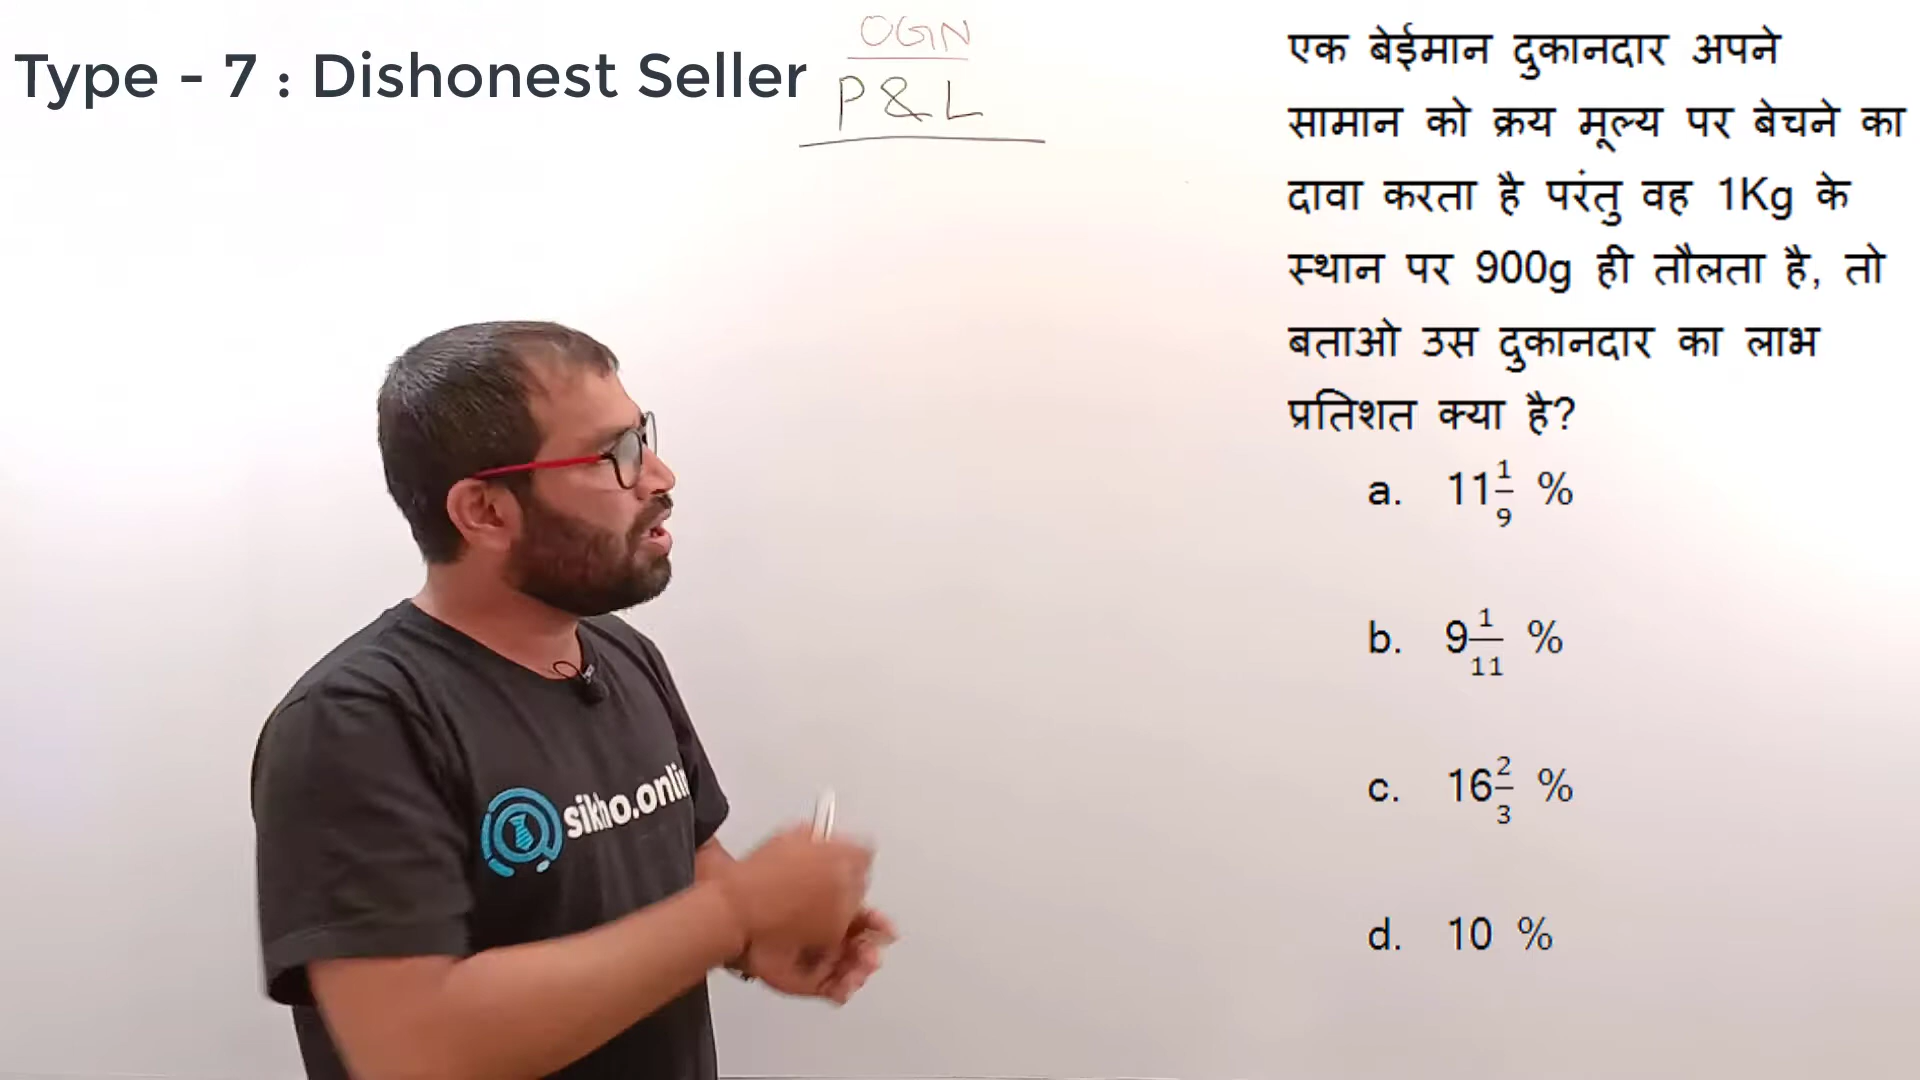 Type - 7 : Dishonest Seller
OGN
P&L
एक बेईमान दुकानदार अपने
सामान को क्रय मूल्य पर बेचने का
दावा करता है परंतु वह 1Kg के
स्थान पर 900g ही तौलता है, तो
बताओ उस दुकानदार का लाभ
प्रतिशत क्या है?
a. 11 1/9 %
b. 9 1/11 %
c. 16 2/3 %
d. 10 %
sikho.onlin